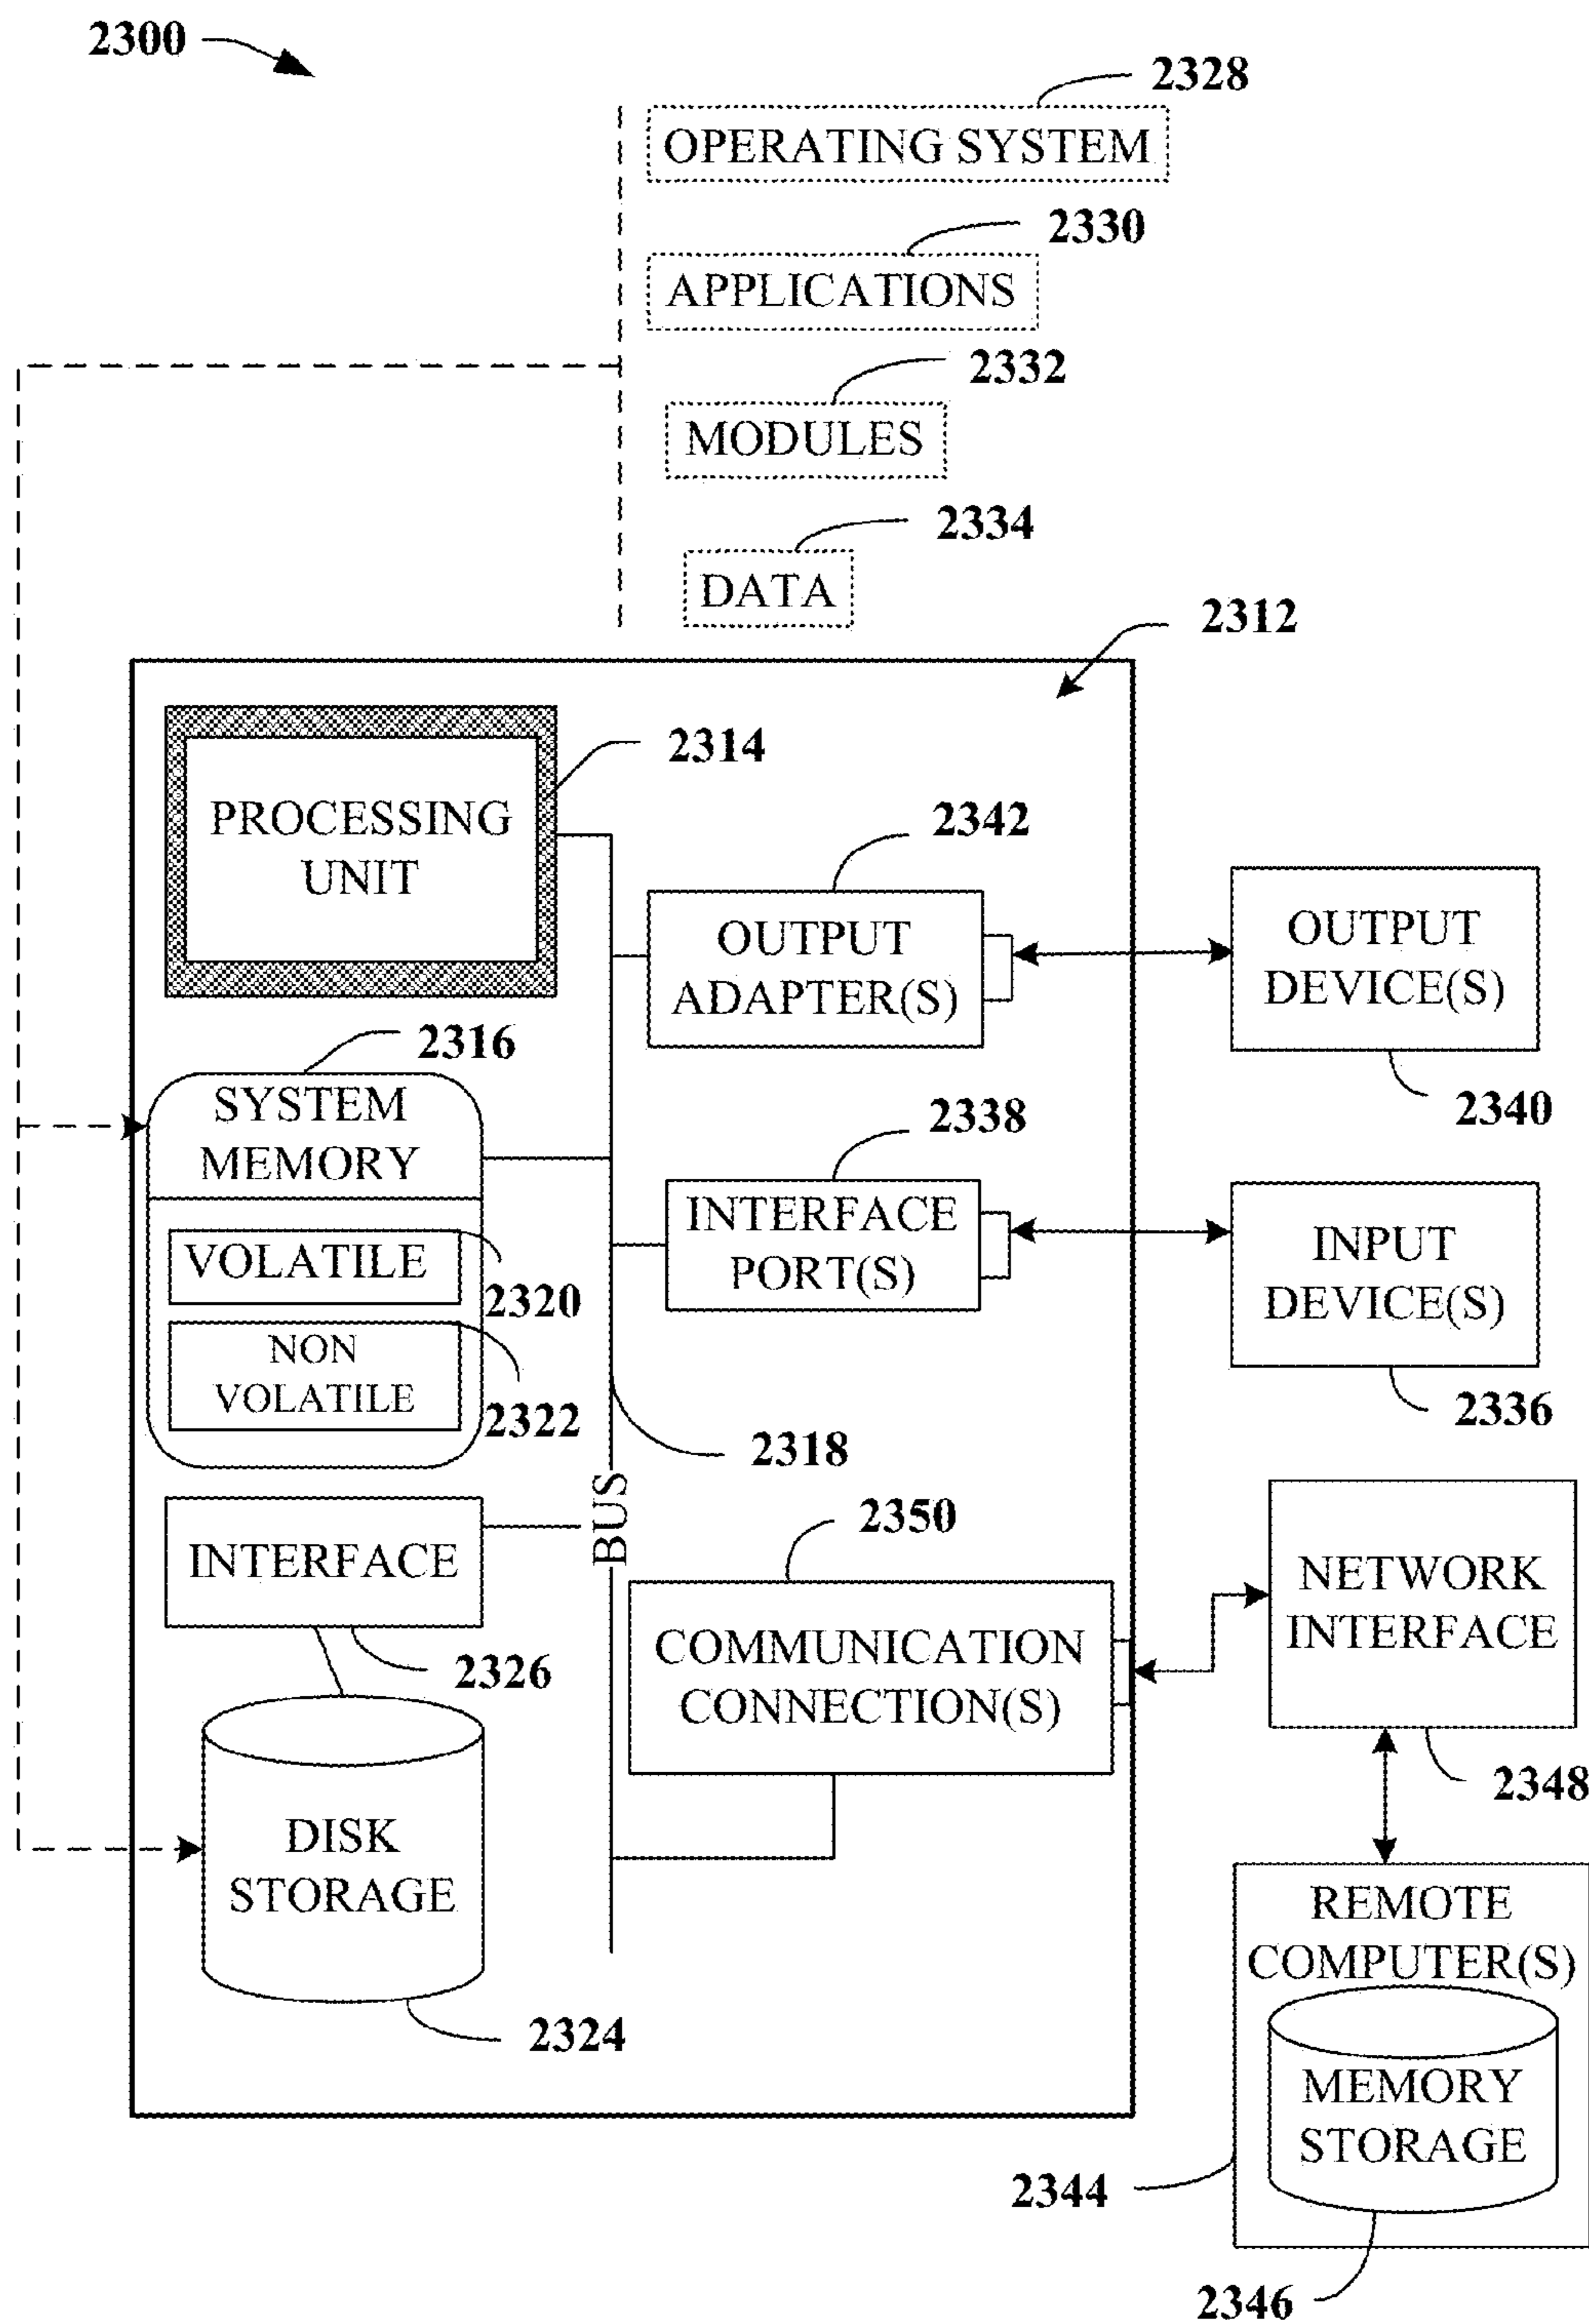 2300
2328
OPERATING SYSTEM
2330
APPLICATIONS
2332
MODULES
2334
DATA
2312
PROCESSING
UNIT
2314
2342
OUTPUT
ADAPTER(S)
OUTPUT
DEVICE(S)
2340
2316
SYSTEM
MEMORY
VOLATILE
2320
NON
VOLATILE
2322
2338
INTERFACE
PORT(S)
INPUT
DEVICE(S)
2336
2318
BUS
INTERFACE
2326
2350
COMMUNICATION
CONNECTION(S)
NETWORK
INTERFACE
2348
DISK
STORAGE
2324
REMOTE
COMPUTER(S)
MEMORY
STORAGE
2344
2346